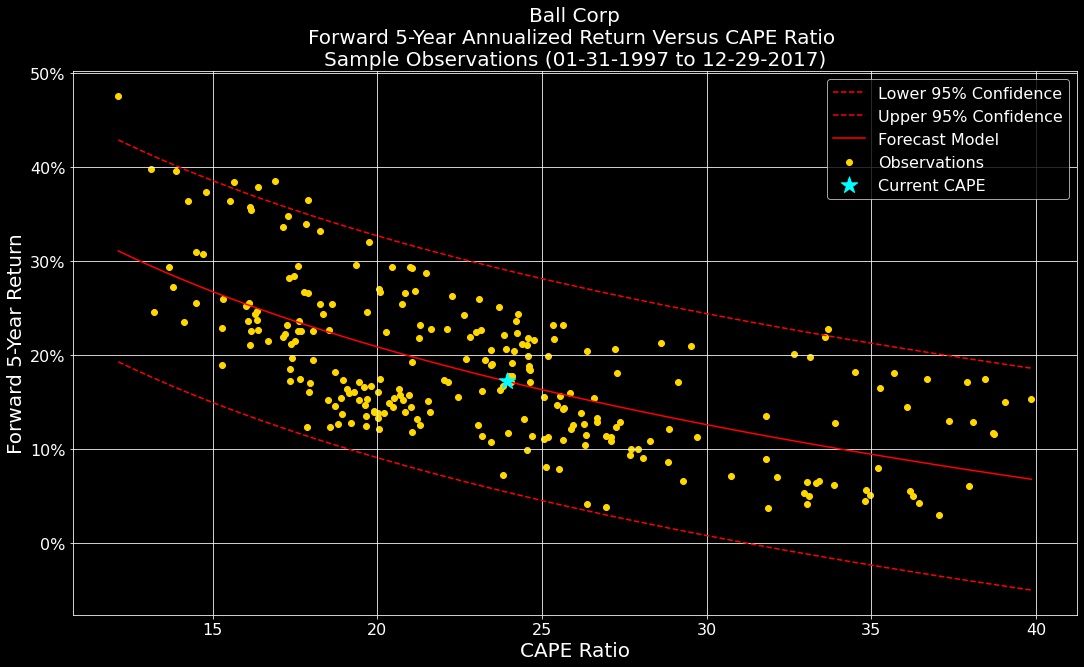 Ball Corp
Forward 5-Year Annualized Return Versus CAPE Ratio
Sample Observations (01-31-1997 to 12-29-2017)
Lower 95% Confidence
Upper 95% Confidence
Forecast Model
Observations
Current CAPE
Forward 5-Year Return
50%
40%
30%
20%
10%
0%
15 20 25 30 35 40
CAPE Ratio